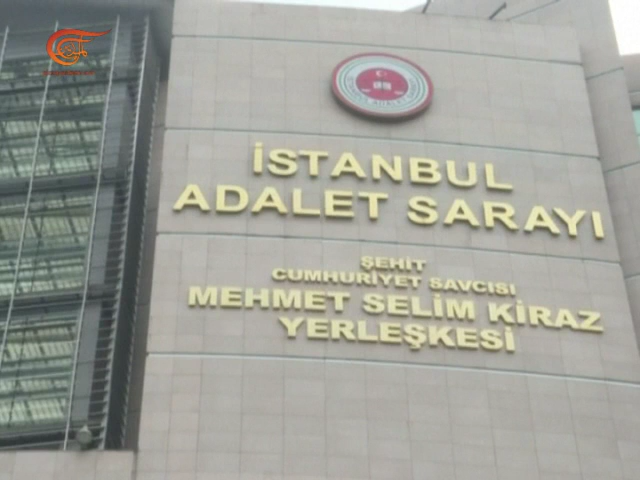 İSTANBUL
ADALET SARAYI
ŞEHİT
CUMHURİYET SAVCISI
MEHMET SELİM KİRAZ
YERLEŞKESİ